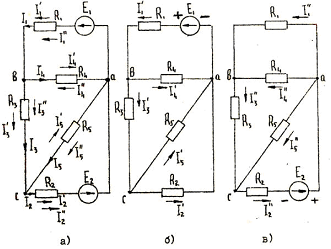 I₁' R₁ E₁
I₁ I₁''
B I₄ I₄' R₄ a
I₄''
R₃ I₃'' I₃' I₃
I₅' R₅ I₅'' I₅
C R₂ E₂
I₂ I₂' I₂''
а)
I₁' R₁ + E₁ -
B R₄ a
I₄'
R₃ I₃'
R₅ I₅'
C R₂
I₂'
б)
R₁ I₁''
B R₄ a
I₄''
R₃ I₃''
R₅ I₅''
C R₂ E₂
I₂'' - +
в)